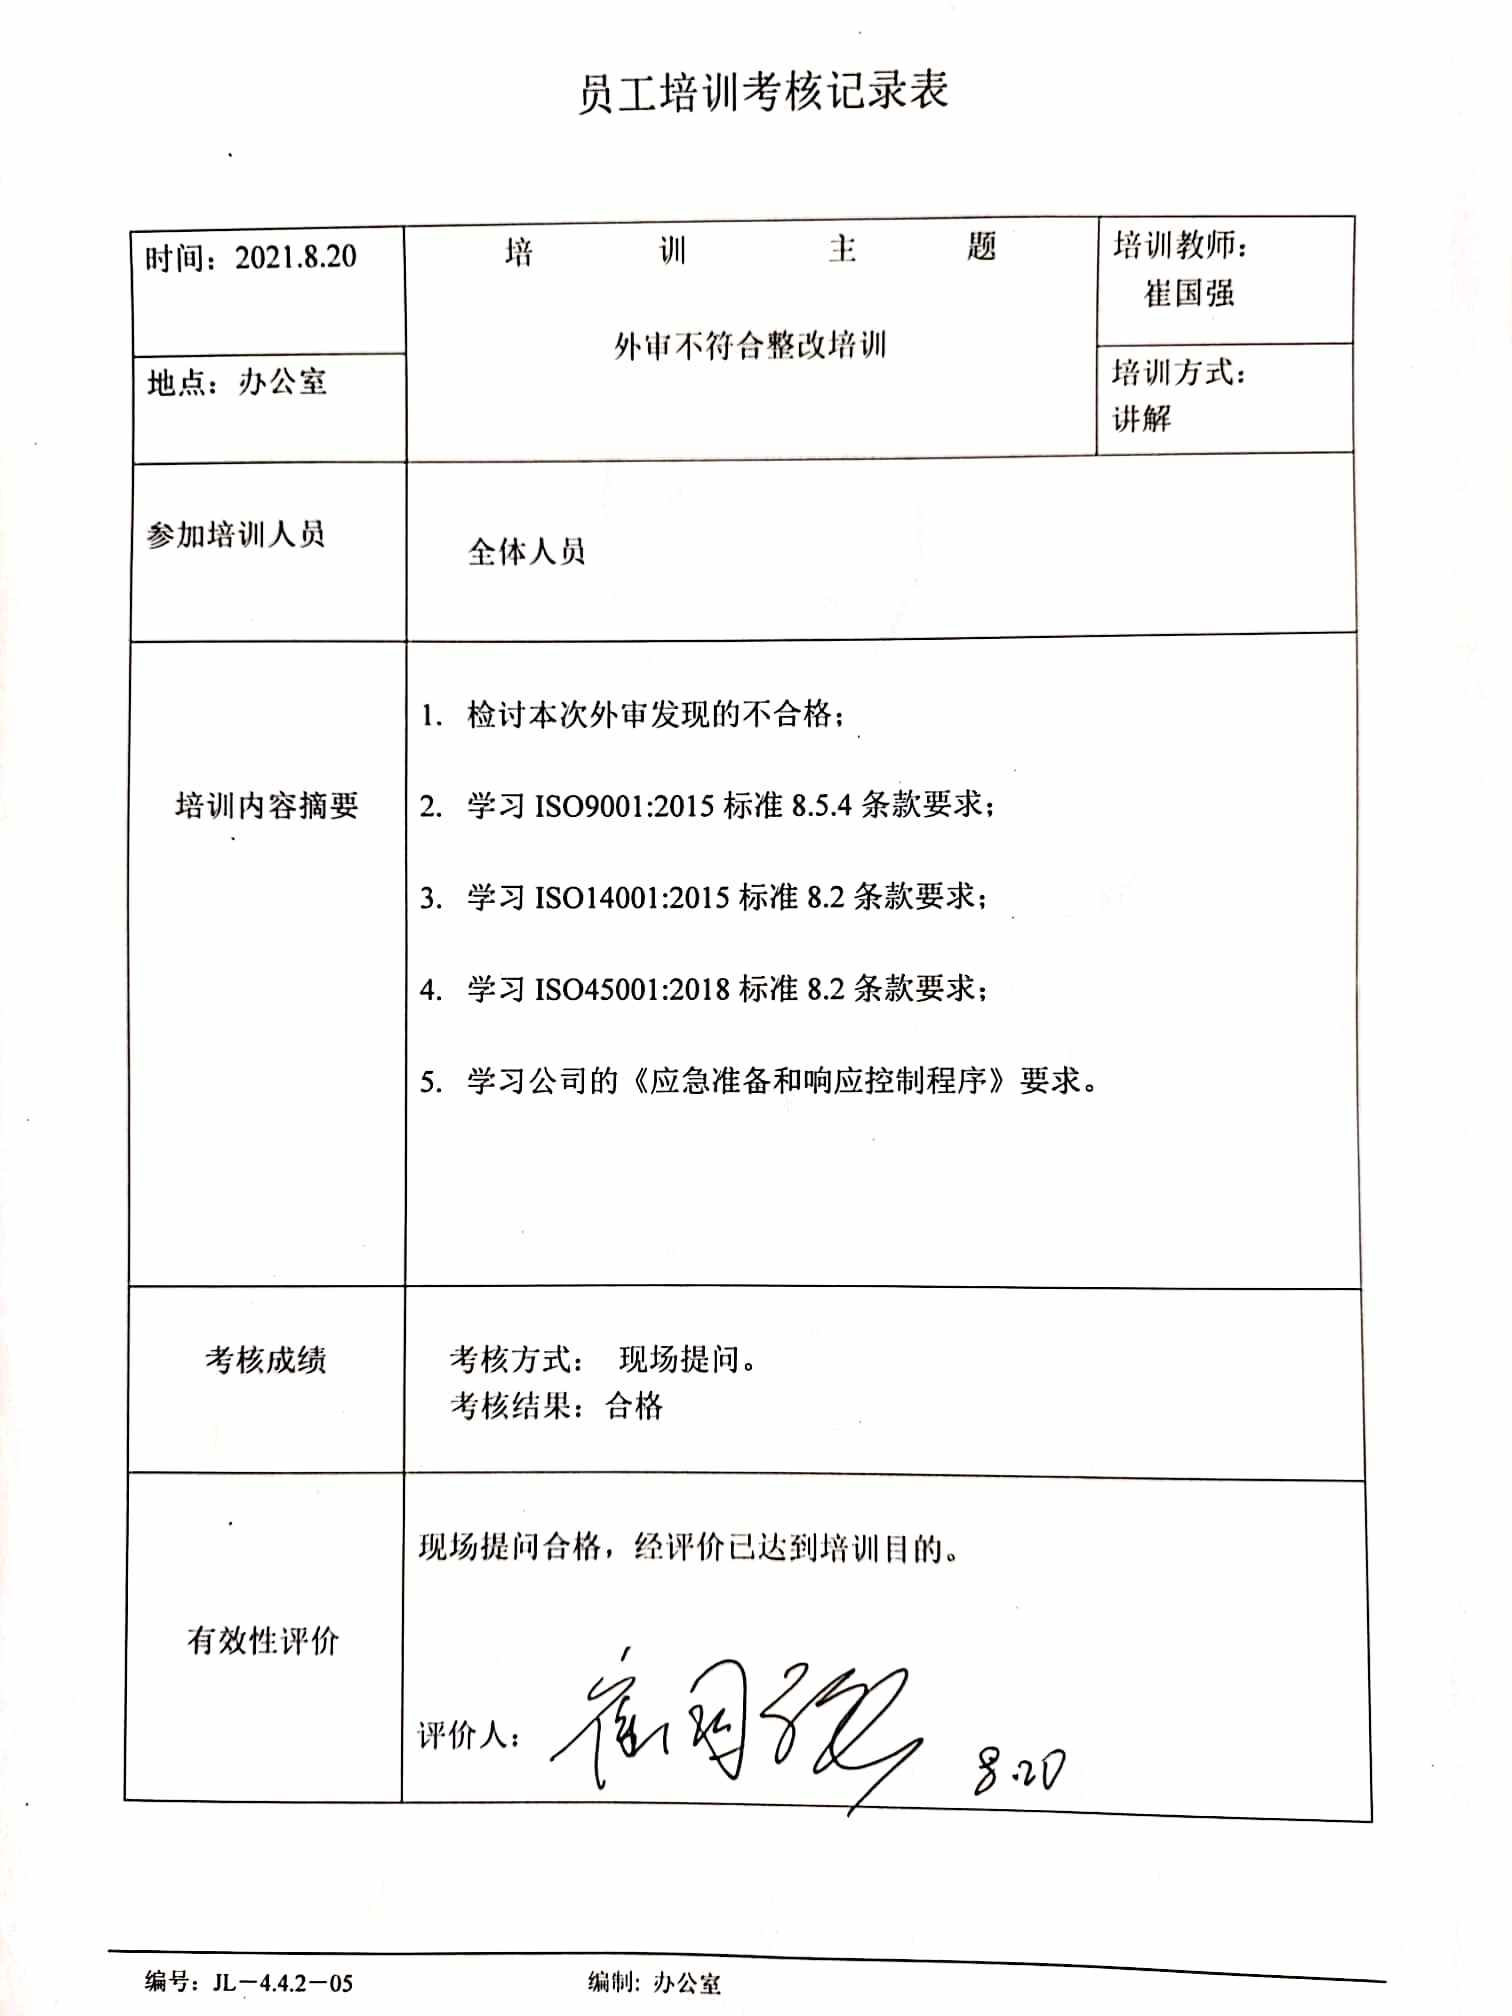 员工培训考核记录表
时间：2021.8.20
培 训 主 题
培训教师：
崔国强
外审不符合整改培训
地点：办公室
培训方式：
讲解
参加培训人员
全体人员
培训内容摘要
1. 检讨本次外审发现的不合格；
2. 学习 ISO9001:2015 标准 8.5.4 条款要求；
3. 学习 ISO14001:2015 标准 8.2 条款要求；
4. 学习 ISO45001:2018 标准 8.2 条款要求；
5. 学习公司的《应急准备和响应控制程序》要求。
考核成绩
考核方式： 现场提问。
考核结果：合格
有效性评价
现场提问合格，经评价已达到培训目的。
评价人：崔国强 8.20
编号：JL－4.4.2－05 编制: 办公室